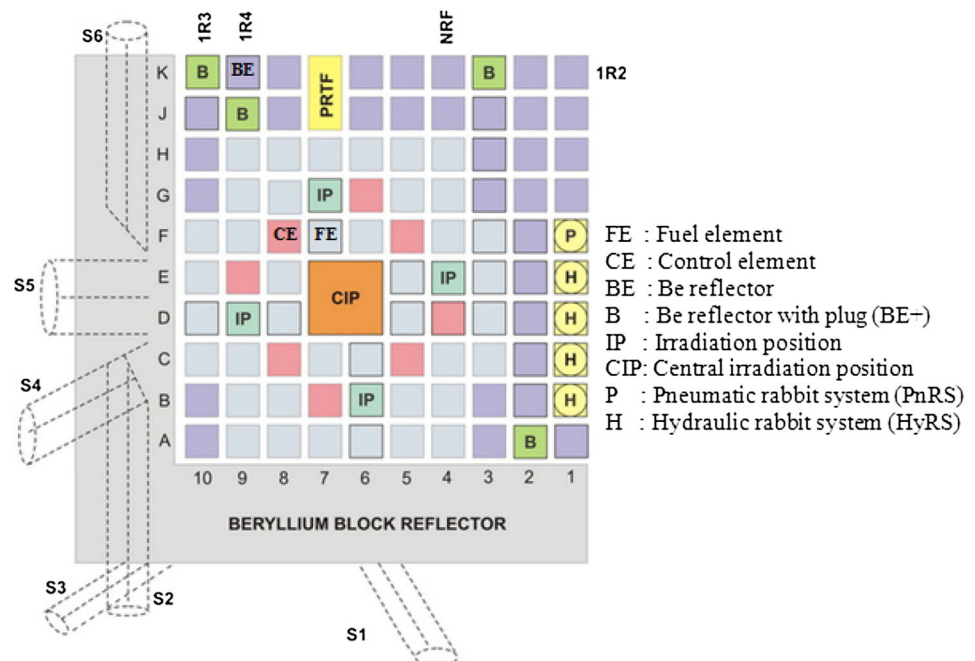 S6
1R3
1R4
NRF
K B BE B 1R2
PRTF
J B
H
G IP
F CE FE P
E IP H
CIP
D IP H
C H
B IP H
A B
10 9 8 7 6 5 4 3 2 1
BERYLLIUM BLOCK REFLECTOR
S5
S4
S3
S2
S1
FE : Fuel element
CE : Control element
BE : Be reflector
B : Be reflector with plug (BE+)
IP : Irradiation position
CIP: Central irradiation position
P : Pneumatic rabbit system (PnRS)
H : Hydraulic rabbit system (HyRS)